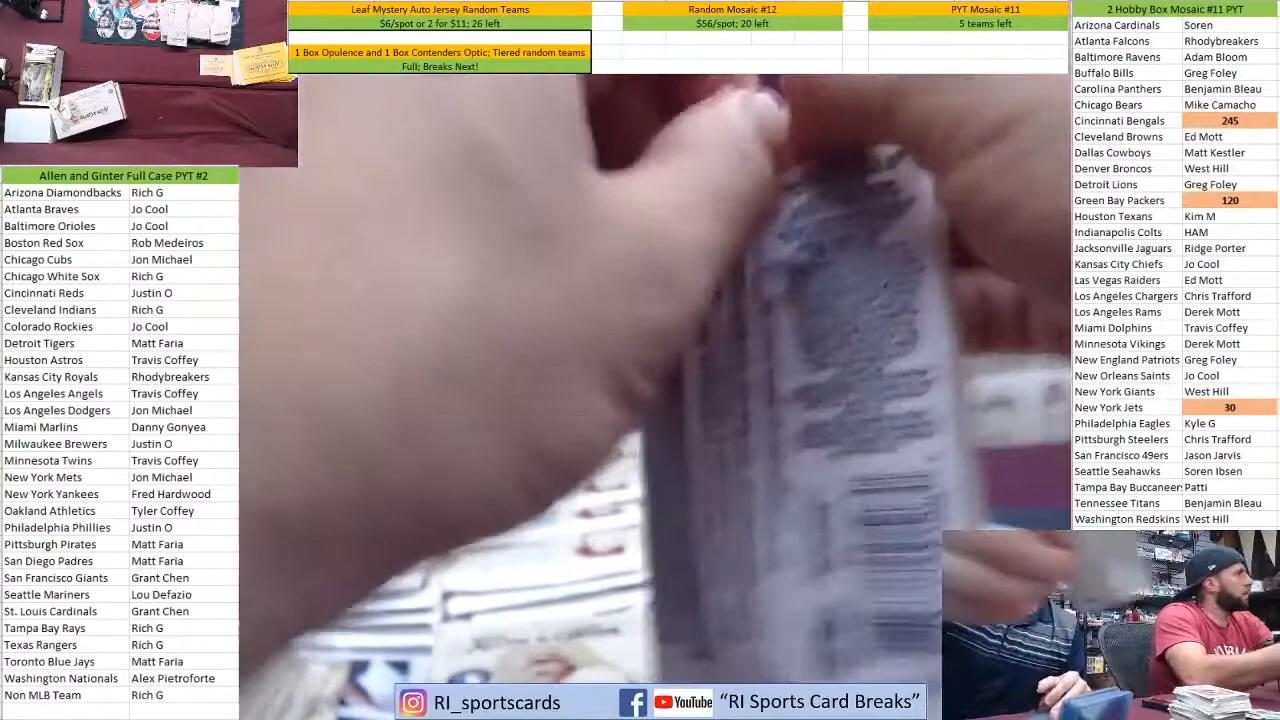 Leaf Mystery Auto Jersey Random Teams
$6/spot or 2 for $11; 26 left
1 Box Opulence and 1 Box Contenders Optic; Tiered random teams
Full; Breaks Next!
Random Mosaic #12
$56/spot; 20 left
PYT Mosaic #11
5 teams left
2 Hobby Box Mosaic #11 PYT
Arizona Cardinals Soren
Atlanta Falcons Rhodybreakers
Baltimore Ravens Adam Bloom
Buffalo Bills Greg Foley
Carolina Panthers Benjamin Bleau
Chicago Bears Mike Camacho
Cincinnati Bengals 245
Cleveland Browns Ed Mott
Dallas Cowboys Matt Kestler
Denver Broncos West Hill
Detroit Lions Greg Foley
Green Bay Packers 120
Houston Texans Kim M
Indianapolis Colts HAM
Jacksonville Jaguars Ridge Porter
Kansas City Chiefs Jo Cool
Las Vegas Raiders Ed Mott
Los Angeles Chargers Chris Trafford
Los Angeles Rams Derek Mott
Miami Dolphins Travis Coffey
Minnesota Vikings Derek Mott
New England Patriots Greg Foley
New Orleans Saints Jo Cool
New York Giants West Hill
New York Jets 30
Philadelphia Eagles Kyle G
Pittsburgh Steelers Chris Trafford
San Francisco 49ers Jason Jarvis
Seattle Seahawks Soren Ibsen
Tampa Bay Buccaneers Patti
Tennessee Titans Benjamin Bleau
Washington Redskins West Hill
Allen and Ginter Full Case PYT #2
Arizona Diamondbacks Rich G
Atlanta Braves Jo Cool
Baltimore Orioles Jo Cool
Boston Red Sox Rob Medeiros
Chicago Cubs Jon Michael
Chicago White Sox Rich G
Cincinnati Reds Justin O
Cleveland Indians Rich G
Colorado Rockies Jo Cool
Detroit Tigers Matt Faria
Houston Astros Travis Coffey
Kansas City Royals Rhodybreakers
Los Angeles Angels Travis Coffey
Los Angeles Dodgers Jon Michael
Miami Marlins Danny Gonyea
Milwaukee Brewers Justin O
Minnesota Twins Travis Coffey
New York Mets Jon Michael
New York Yankees Fred Hardwood
Oakland Athletics Tyler Coffey
Philadelphia Phillies Justin O
Pittsburgh Pirates Matt Faria
San Diego Padres Matt Faria
San Francisco Giants Grant Chen
Seattle Mariners Lou Defazio
St. Louis Cardinals Grant Chen
Tampa Bay Rays Rich G
Texas Rangers Rich G
Toronto Blue Jays Matt Faria
Washington Nationals Alex Pietroforte
Non MLB Team Rich G
RI_sportscards YouTube "RI Sports Card Breaks"